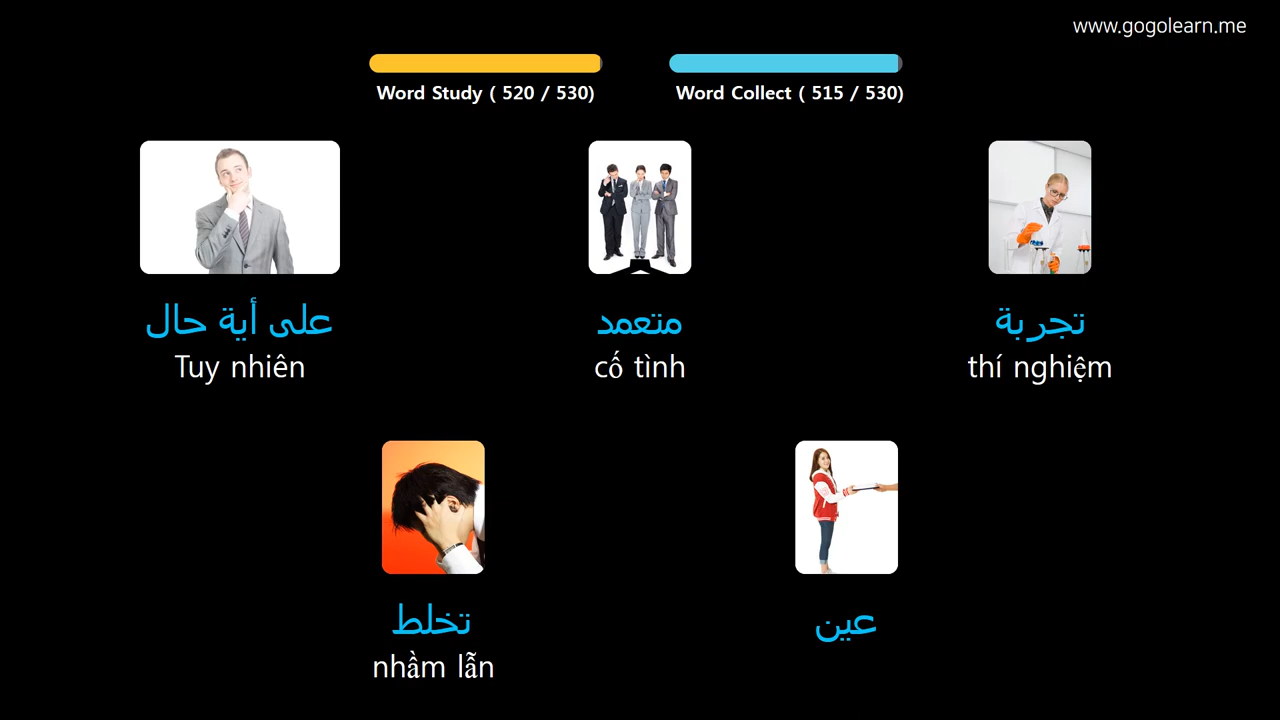 www.gogolearn.me
Word Study ( 520 / 530)
Word Collect ( 515 / 530)
على أية حال
Tuy nhiên
متعمد
cố tình
تجربة
thí nghiệm
تخلط
nhầm lẫn
عين